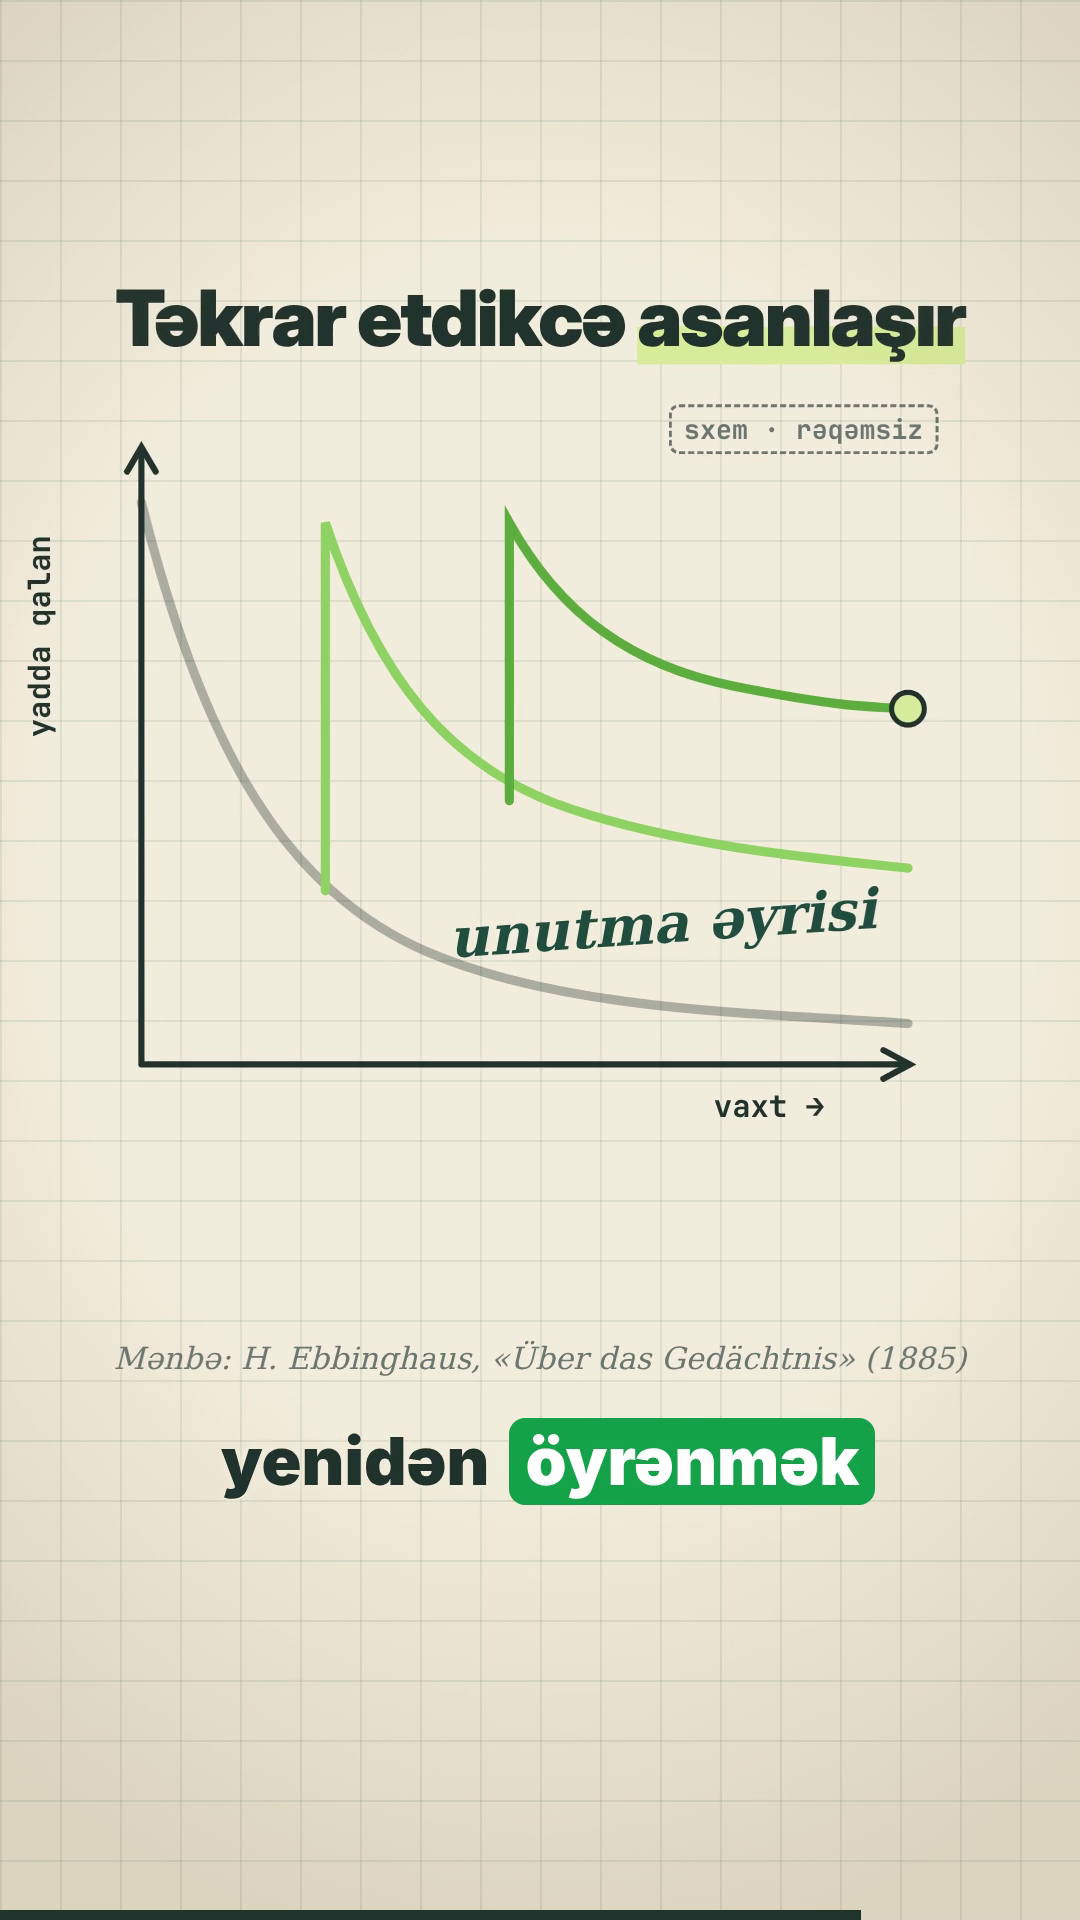 Təkrar etdikcə asanlaşır
sxem · rəqəmsiz
yadda qalan
unutma əyrisi
vaxt →
Mənbə: H. Ebbinghaus, «Über das Gedächtnis» (1885)
yenidən öyrənmək